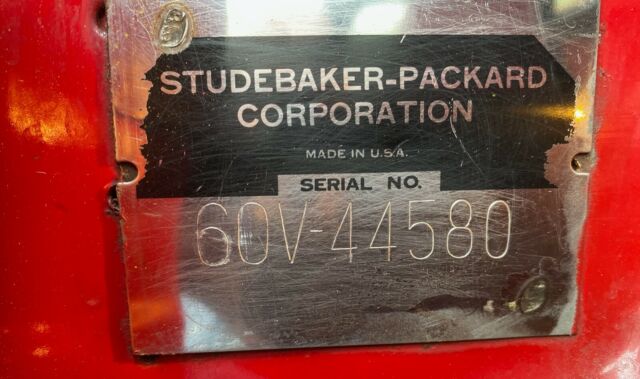 STUDEBAKER-PACKARD
CORPORATION
MADE IN U.S.A.
SERIAL NO.
60V-44580